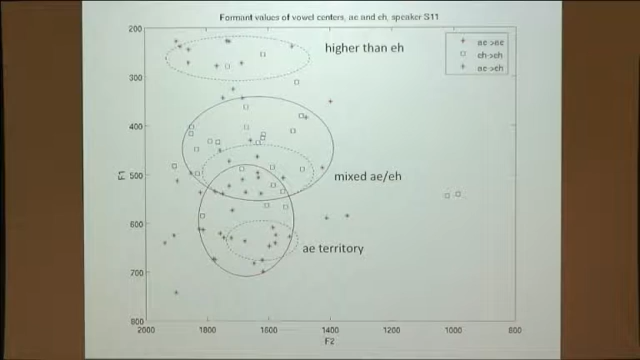 Formant values of vowel centers, ae and eh, speaker S11
200
300
400
500
600
700
800
F1
2000
1800
1600
1400
1200
1000
800
F2
higher than eh
mixed ae/eh
ae territory
ae->ae
eh->eh
ae->eh